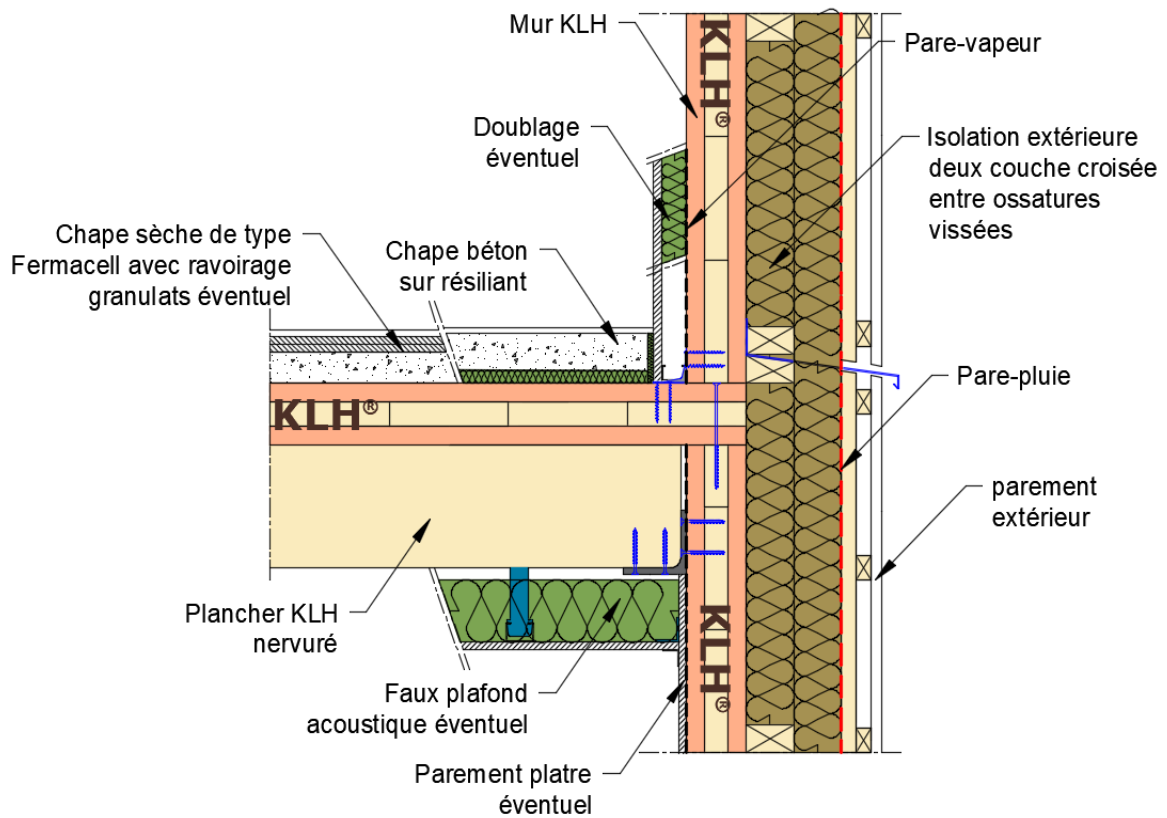 Mur KLH
KLH®
Pare-vapeur
Doublage
éventuel
Isolation extérieure
deux couche croisée
entre ossatures
vissées
Chape sèche de type
Fermacell avec ravoirage
granulats éventuel
Chape béton
sur résiliant
Pare-pluie
KLH®
parement
extérieur
Plancher KLH
nervuré
KLH®
Faux plafond
acoustique éventuel
Parement platre
éventuel